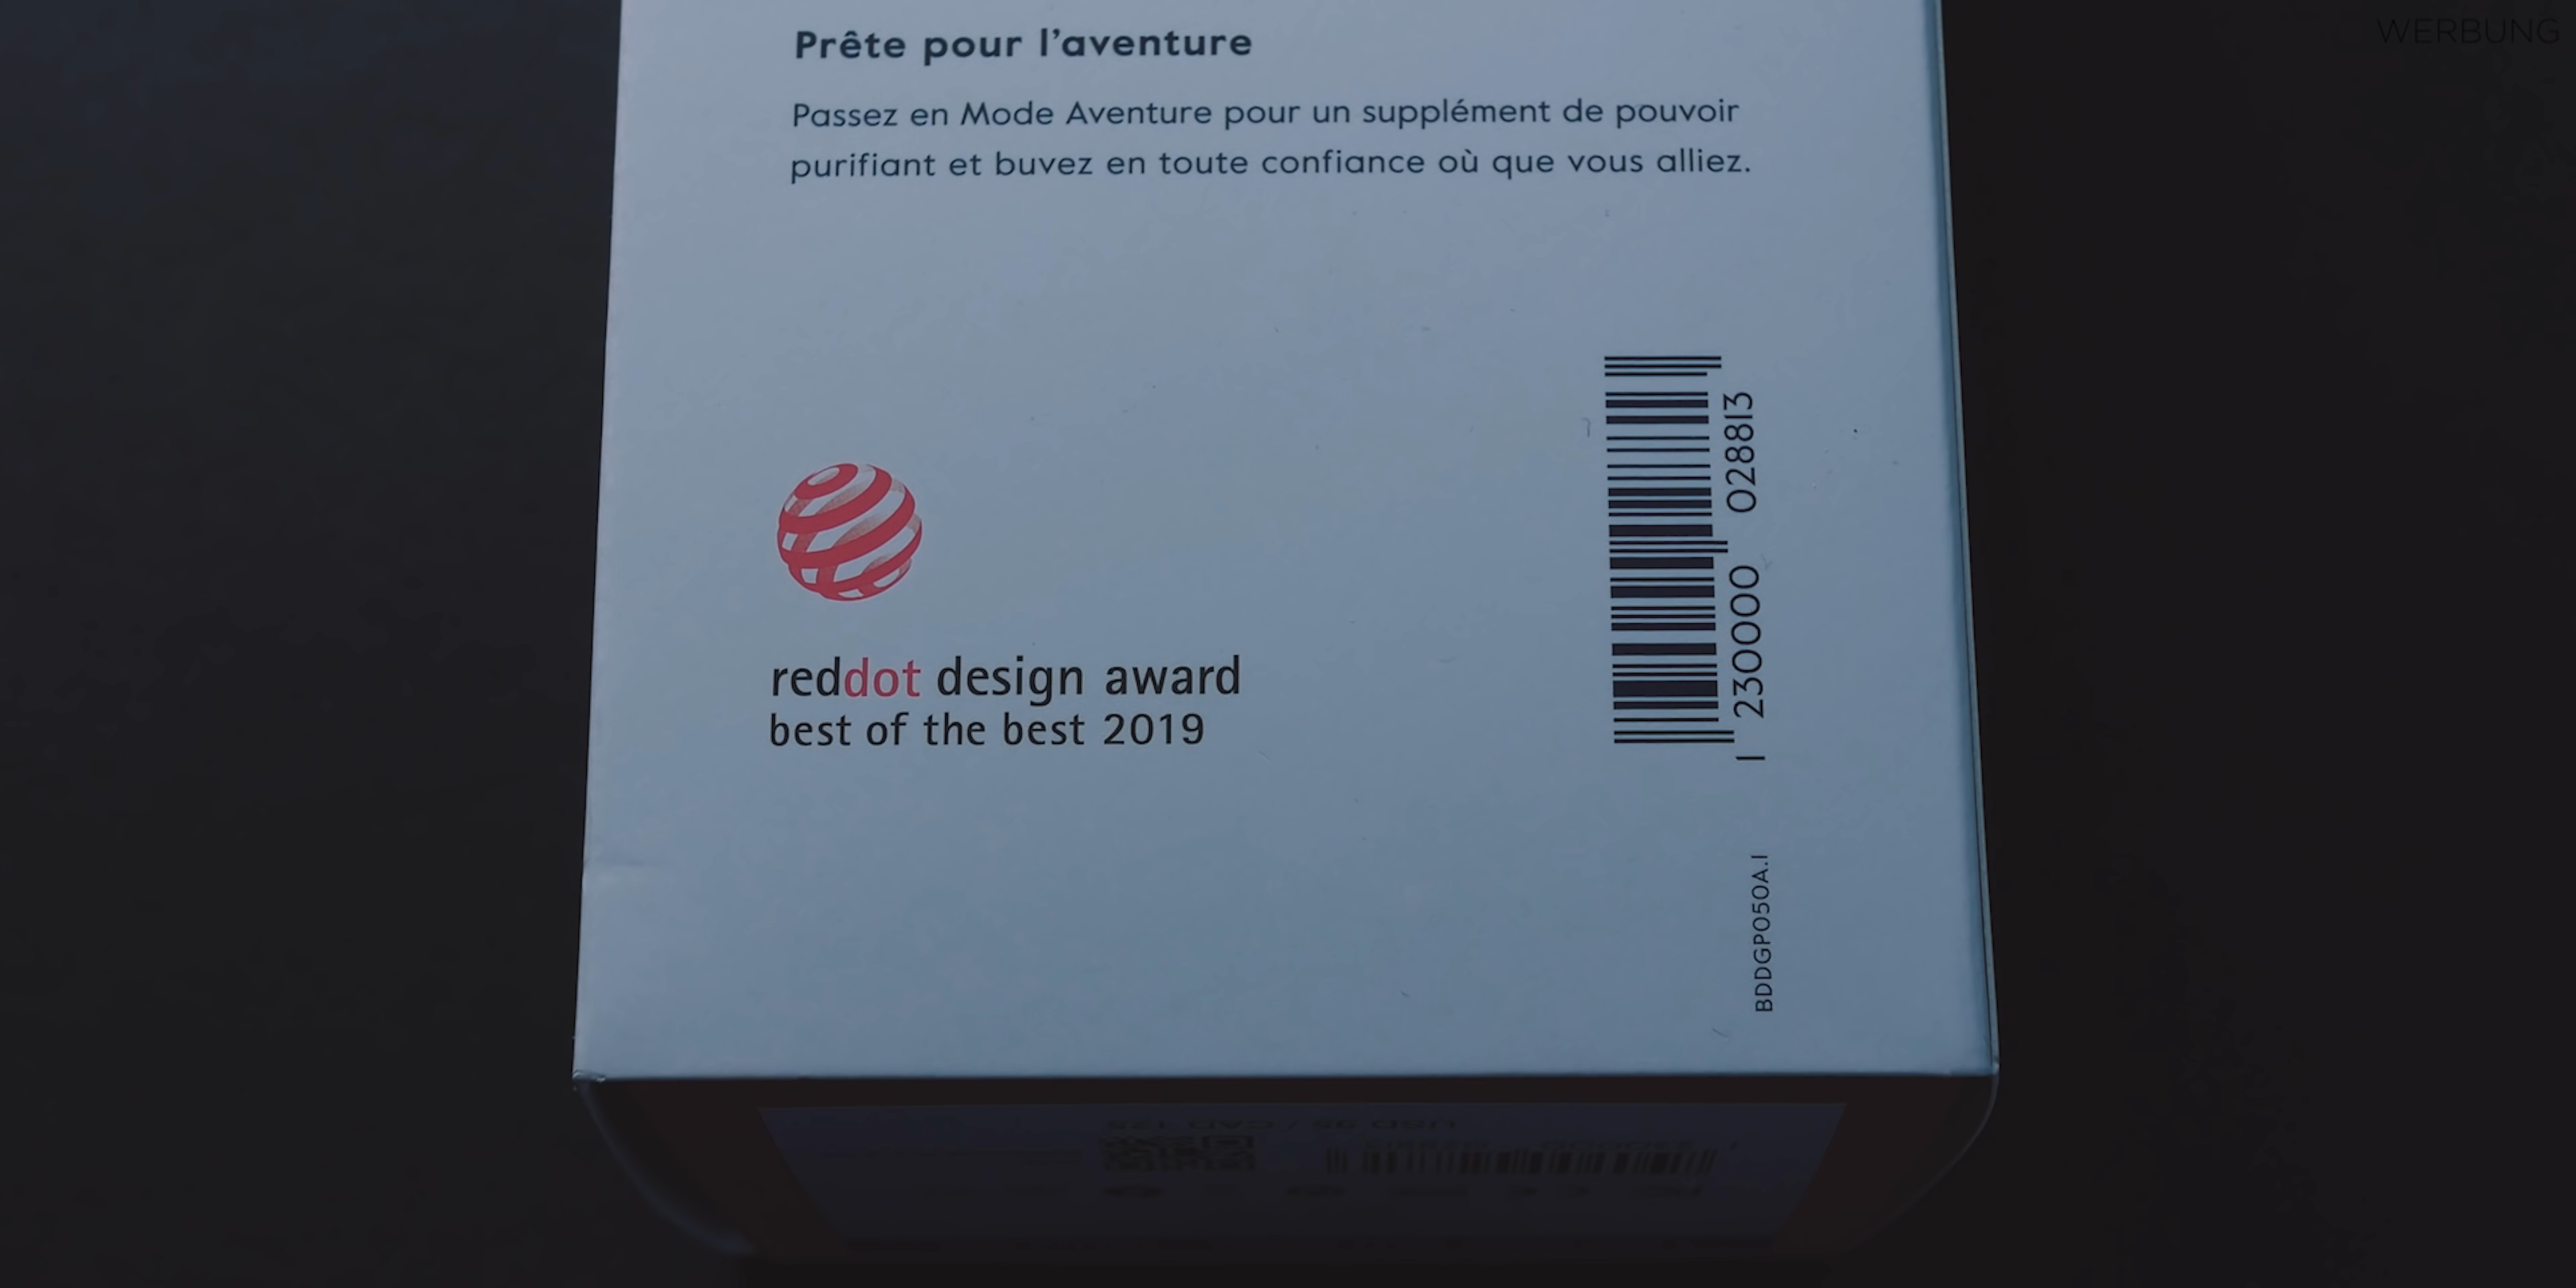 WERBUNG
Prête pour l'aventure
Passez en Mode Aventure pour un supplément de pouvoir
purifiant et buvez en toute confiance où que vous alliez.
reddot design award
best of the best 2019
1 230000 028813
BDDGP050A.1